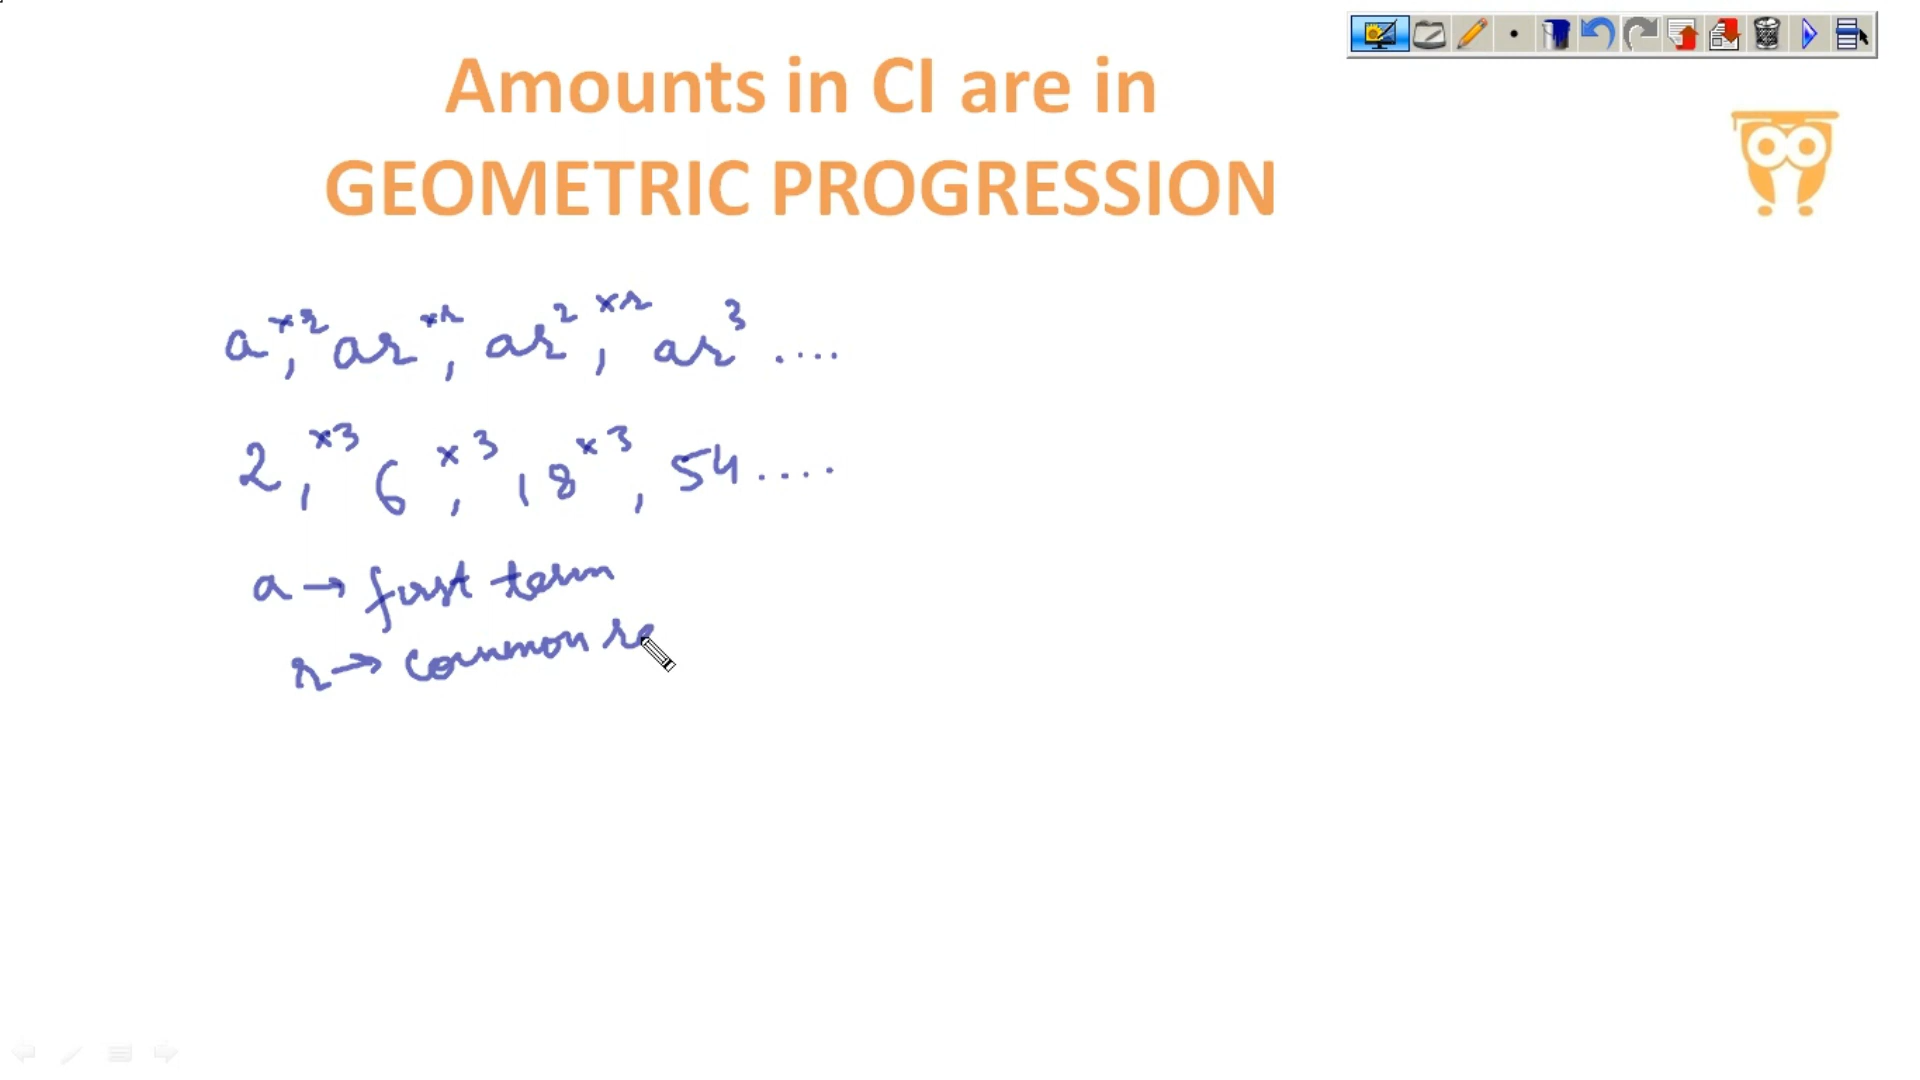 Amounts in CI are in
GEOMETRIC PROGRESSION
a ×r, ar ×r, ar² ×r, ar³ ....
2, ×3 6 ×3, 18 ×3, 54 ....
a → first term
r → common ra